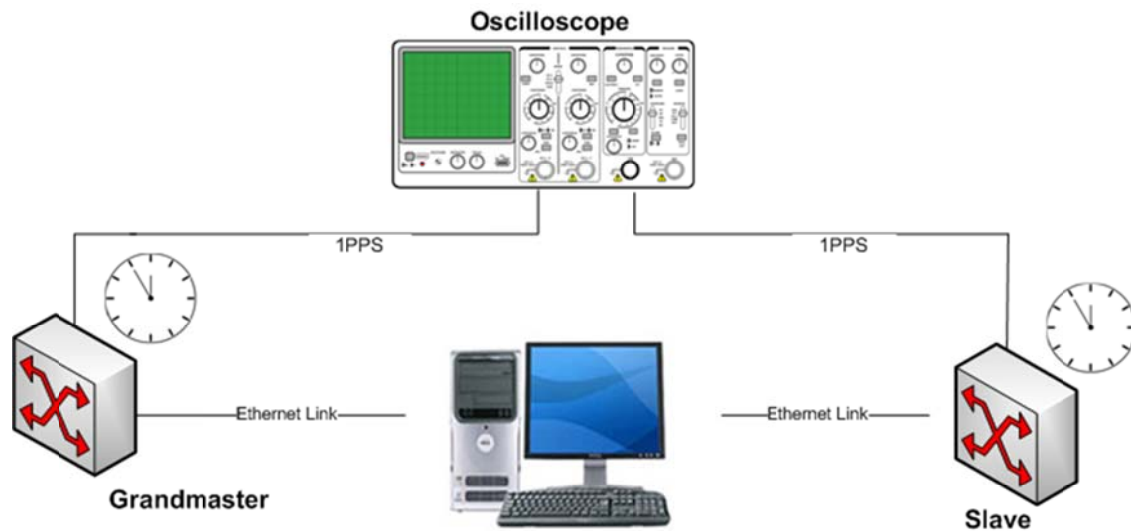 Oscilloscope
1PPS
1PPS
Ethernet Link
Ethernet Link
Grandmaster
Slave